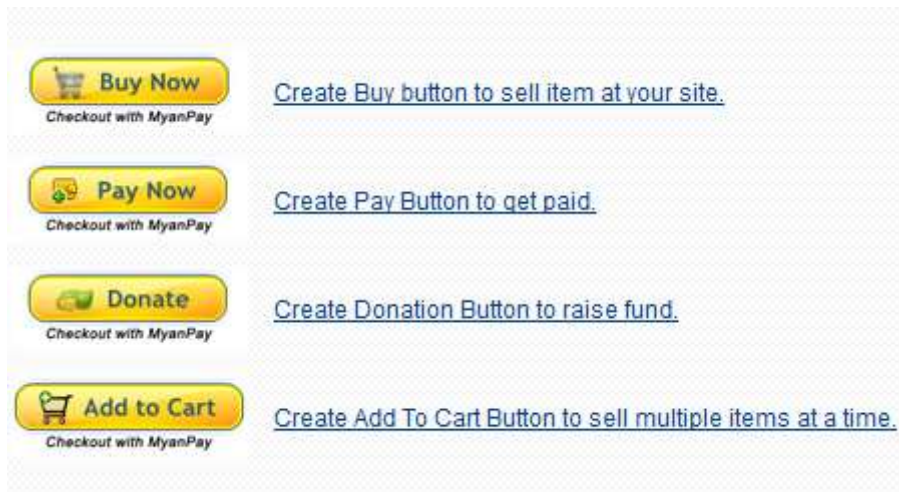 Buy Now
Checkout with MyanPay
Create Buy button to sell item at your site.
Pay Now
Checkout with MyanPay
Create Pay Button to get paid.
Donate
Checkout with MyanPay
Create Donation Button to raise fund.
Add to Cart
Checkout with MyanPay
Create Add To Cart Button to sell multiple items at a time.